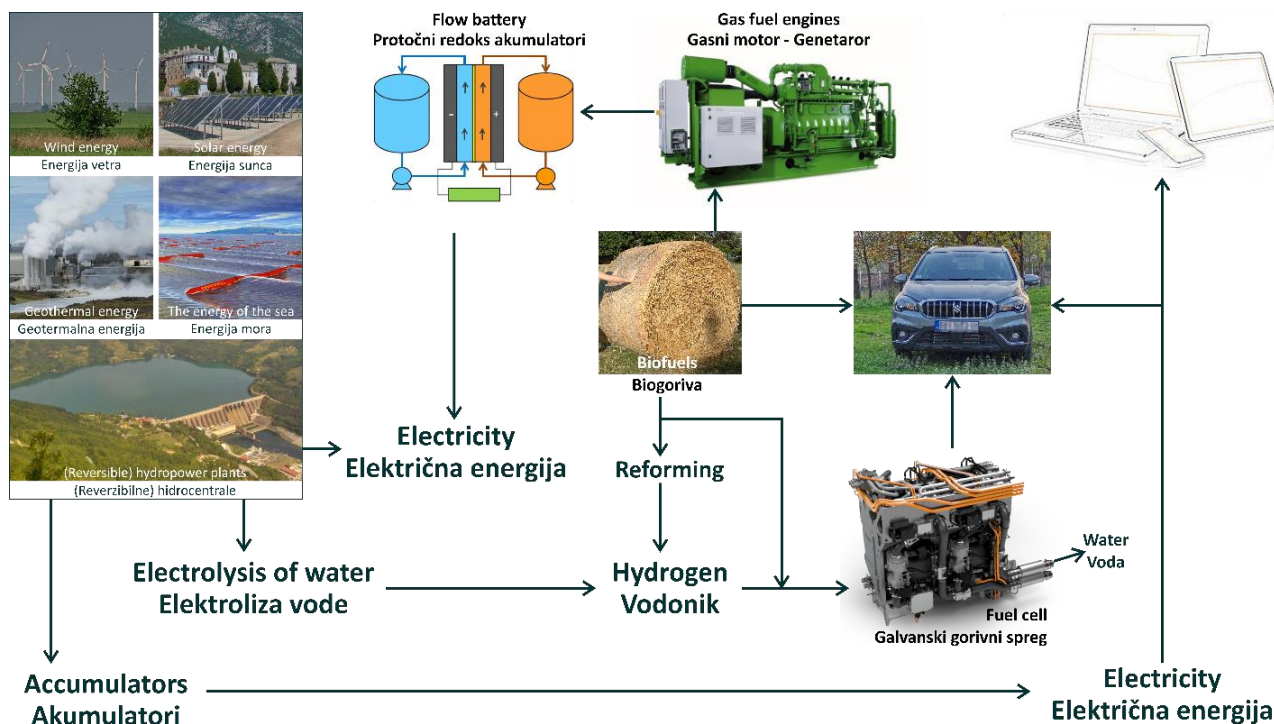 Wind energy
Energija vetra
Solar energy
Energija sunca
Geothermal energy
Geotermalna energija
The energy of the sea
Energija mora
(Reversible) hydropower plants
(Reverzibilne) hidrocentrale
Flow battery
Protočni redoks akumulatori
-
+
Gas fuel engines
Gasni motor - Genetaror
Biofuels
Biogoriva
Electricity
Električna energija
Reforming
Electrolysis of water
Elektroliza vode
Hydrogen
Vodonik
Water
Voda
Fuel cell
Galvanski gorivni spreg
Accumulators
Akumulatori
Electricity
Električna energija